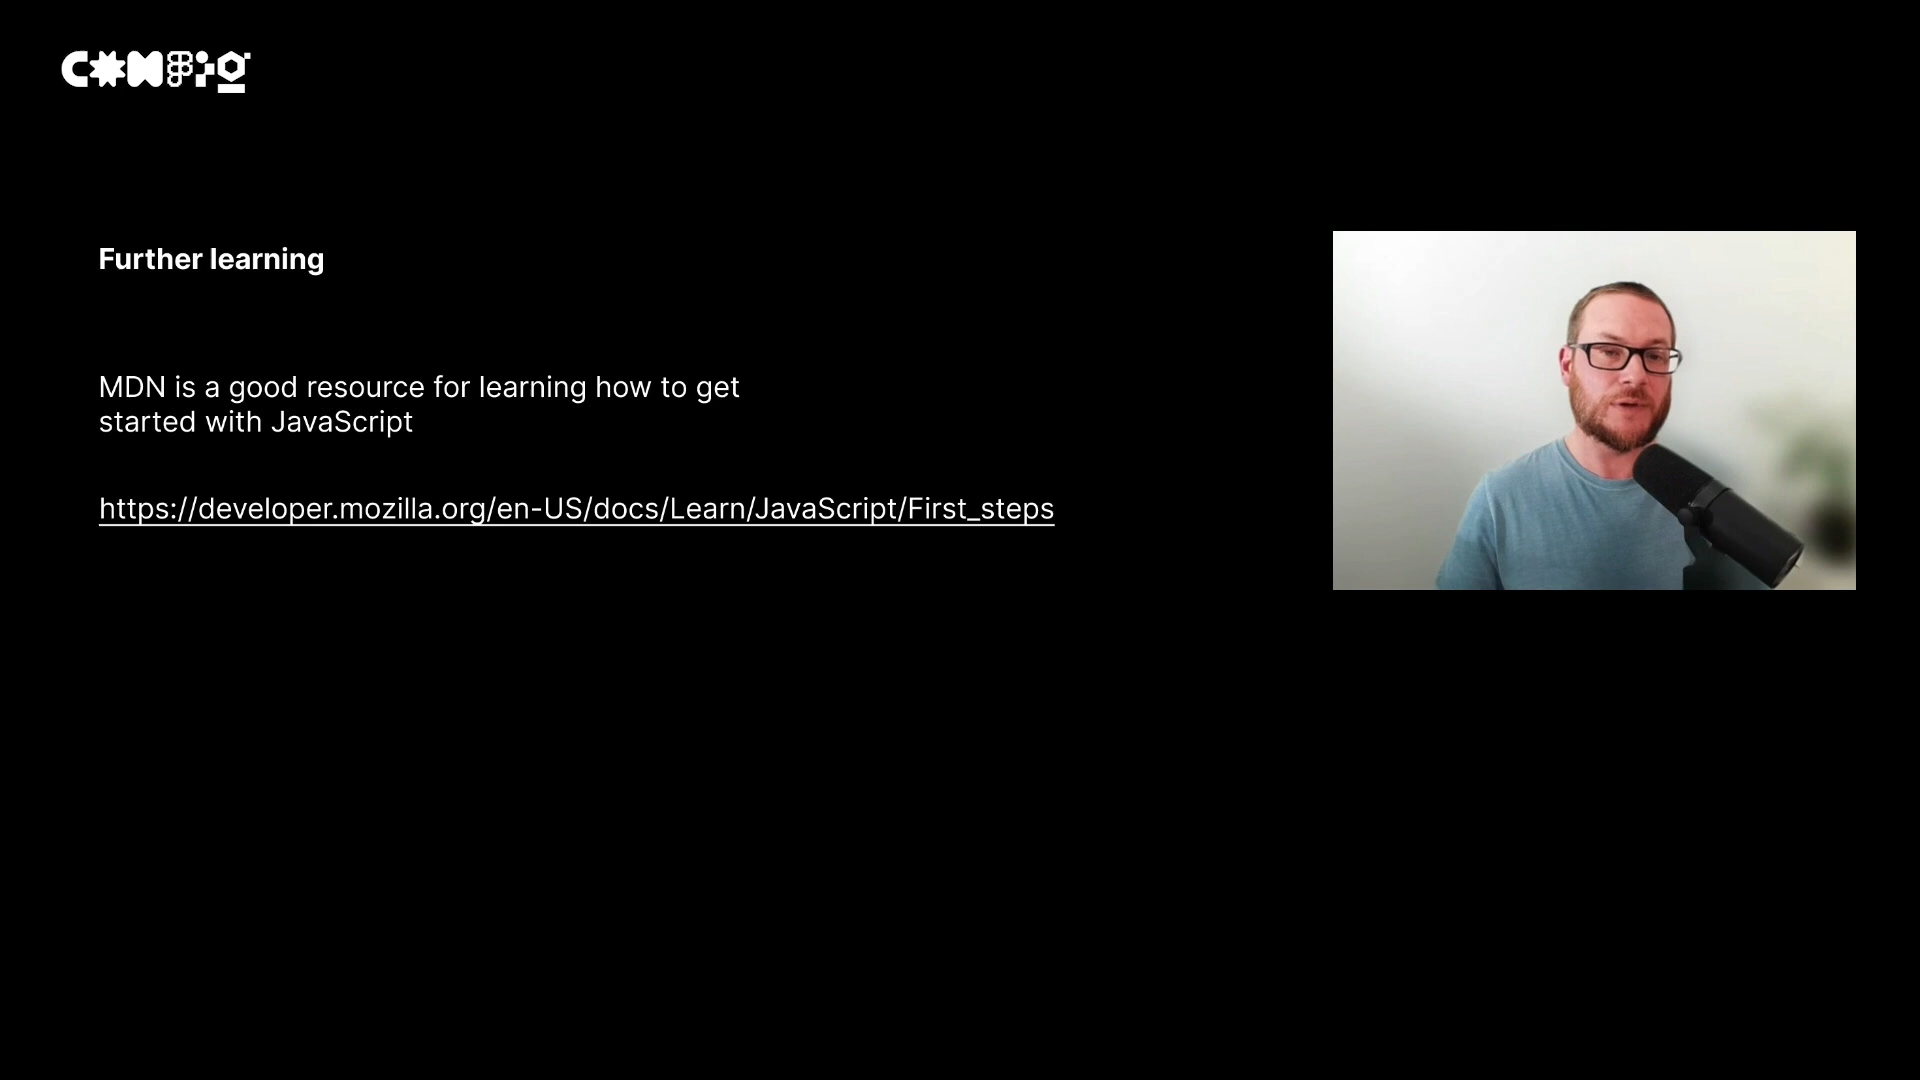 CONFIG
Further learning
MDN is a good resource for learning how to get
started with JavaScript
https://developer.mozilla.org/en-US/docs/Learn/JavaScript/First_steps